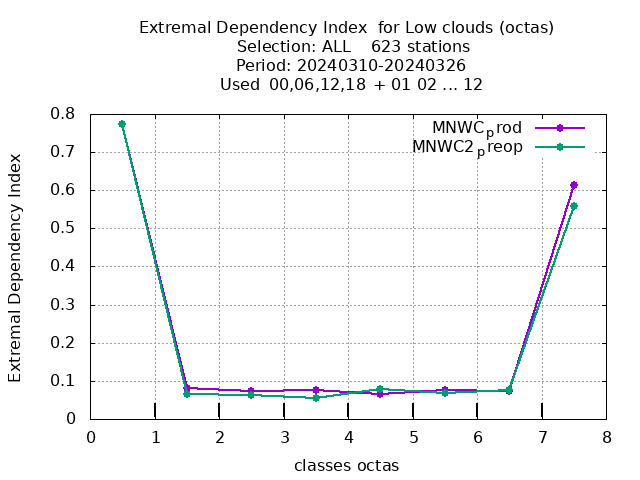 Extremal Dependency Index  for Low clouds (octas)
Selection: ALL    623 stations
Period: 20240310-20240326
Used  00,06,12,18  + 01 02 ... 12
MNWCprod
MNWC2preop
Extremal Dependency Index
0.8
0.7
0.6
0.5
0.4
0.3
0.2
0.1
0
0 1 2 3 4 5 6 7 8
classes octas